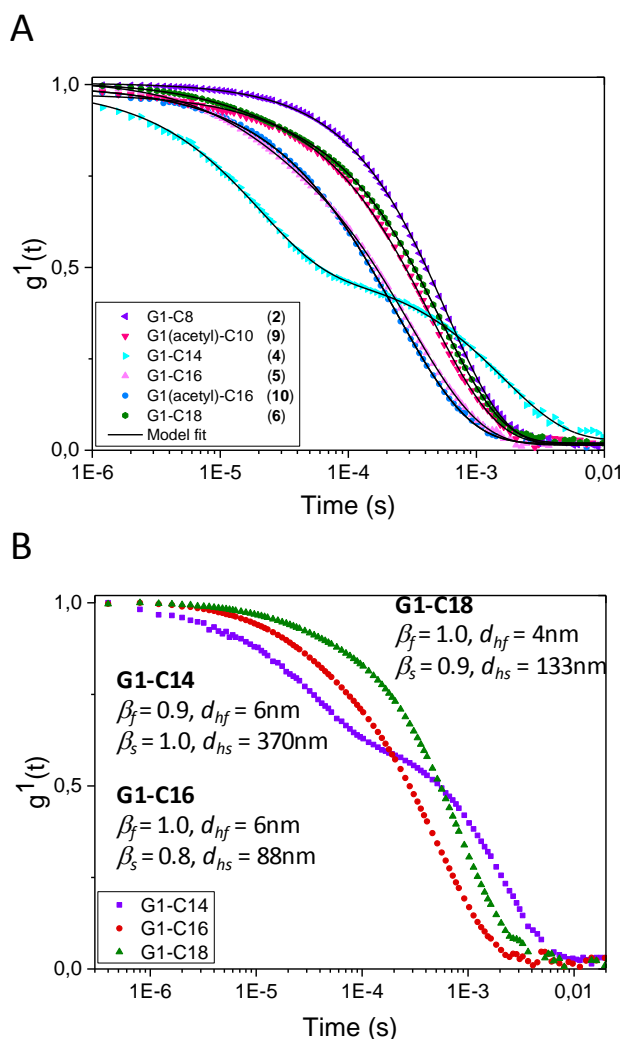 A
1,0
0,5
0,0
g¹(t)
G1-C8 (2)
G1(acetyl)-C10 (9)
G1-C14 (4)
G1-C16 (5)
G1(acetyl)-C16 (10)
G1-C18 (6)
Model fit
1E-6 1E-5 1E-4 1E-3 0,01
Time (s)
B
1,0
0,5
0,0
g¹(t)
G1-C18
βf = 1.0, dhf = 4nm
βs = 0.9, dhs = 133nm
G1-C14
βf = 0.9, dhf = 6nm
βs = 1.0, dhs = 370nm
G1-C16
βf = 1.0, dhf = 6nm
βs = 0.8, dhs = 88nm
G1-C14
G1-C16
G1-C18
1E-6 1E-5 1E-4 1E-3 0,01
Time (s)